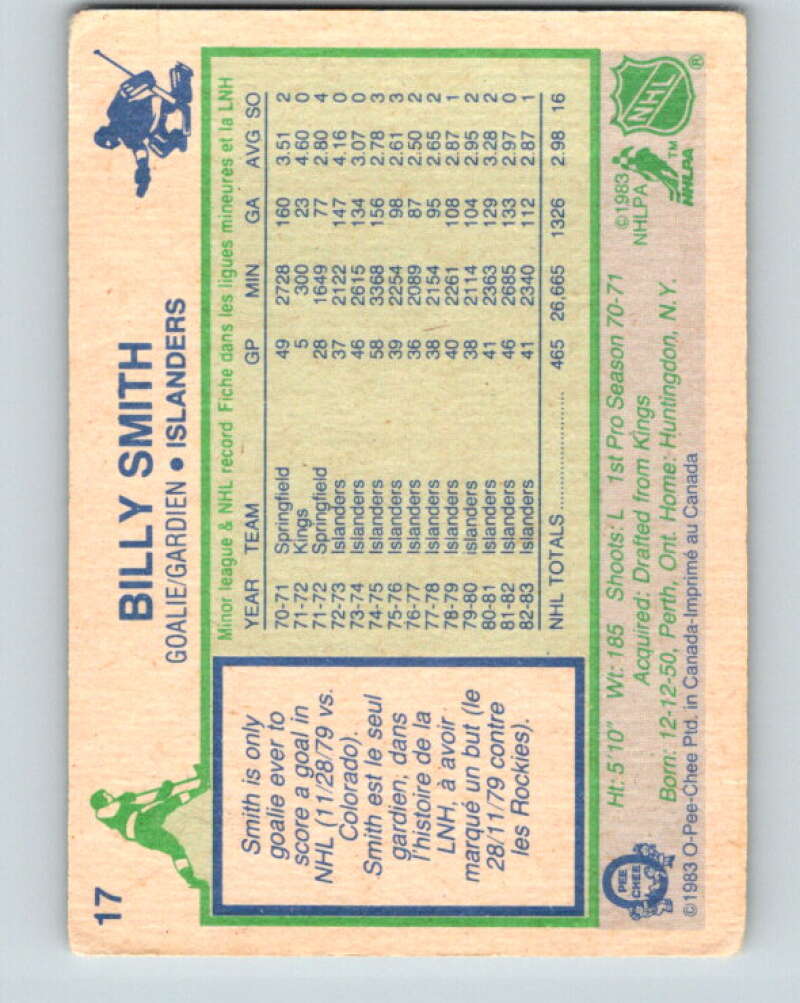 17
BILLY SMITH
GOALIE/GARDIEN • ISLANDERS
Smith is only
goalie ever to
score a goal in
NHL (11/28/79 vs.
Colorado).
Smith est le seul
gardien, dans
l'histoire de la
LNH, à avoir
marqué un but (le
28/11/79 contre
les Rockies).
Minor league & NHL record Fiche dans les ligues mineures et la LNH
YEAR TEAM GP MIN GA AVG SO
70-71 Springfield 49 2728 160 3.51 2
71-72 Kings 5 300 23 4.60 0
71-72 Springfield 28 1649 77 2.80 4
72-73 Islanders 37 2122 147 4.16 0
73-74 Islanders 46 2615 134 3.07 0
74-75 Islanders 58 3368 156 2.78 3
75-76 Islanders 39 2254 98 2.61 3
76-77 Islanders 36 2089 87 2.50 2
77-78 Islanders 38 2154 95 2.65 2
78-79 Islanders 40 2261 108 2.87 1
79-80 islanders 38 2114 104 2.95 2
80-81 Islanders 41 2363 129 3.28 2
81-82 Islanders 46 2685 133 2.97 0
82-83 Islanders 41 2340 112 2.87 1
NHL TOTALS .................. 465 26,665 1326 2.98 16
Ht: 5'10" Wt: 185 Shoots: L 1st Pro Season 70-71
Acquired: Drafted from Kings
Born: 12-12-50, Perth, Ont. Home: Huntingdon, N.Y.
©1983 O-Pee-Chee Ptd. in Canada-Imprimé au Canada
O PEE CHEE
©1983
NHLPA
NHLPA ™
NHL ®